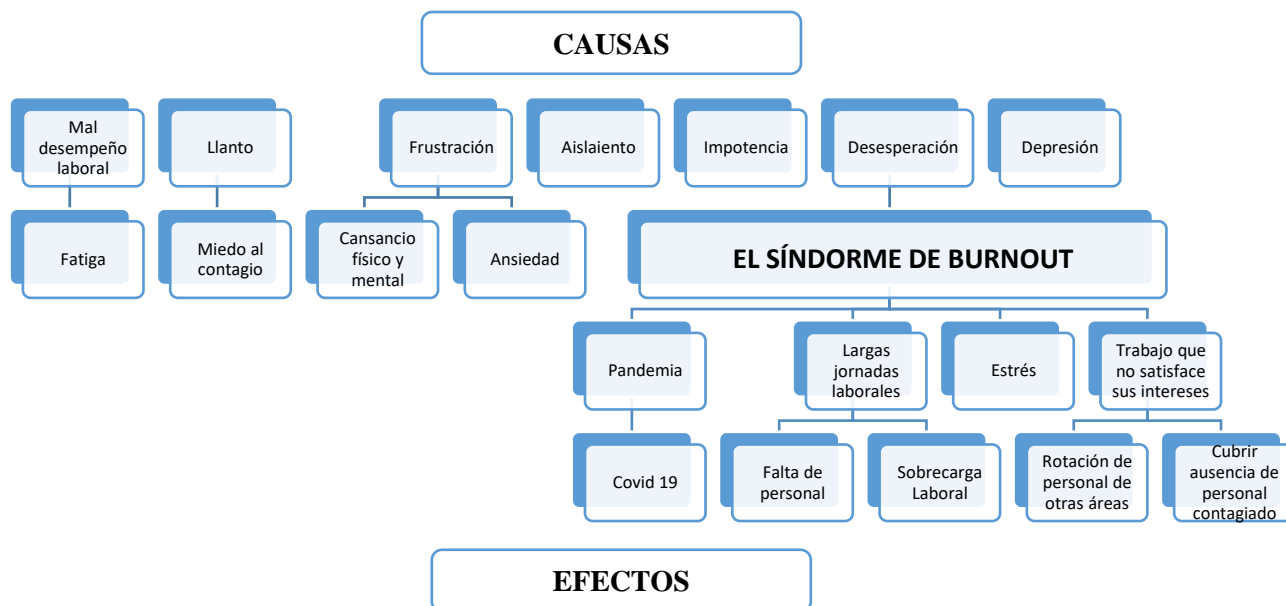 CAUSAS
Mal
desempeño
laboral
Llanto
Frustración
Aislaiento
Impotencia
Desesperación
Depresión
Fatiga
Miedo al
contagio
Cansancio
físico y
mental
Ansiedad
EL SÍNDORME DE BURNOUT
Pandemia
Largas
jornadas
laborales
Estrés
Trabajo que
no satisface
sus intereses
Covid 19
Falta de
personal
Sobrecarga
Laboral
Rotación de
personal de
otras áreas
Cubrir
ausencia de
personal
contagiado
EFECTOS